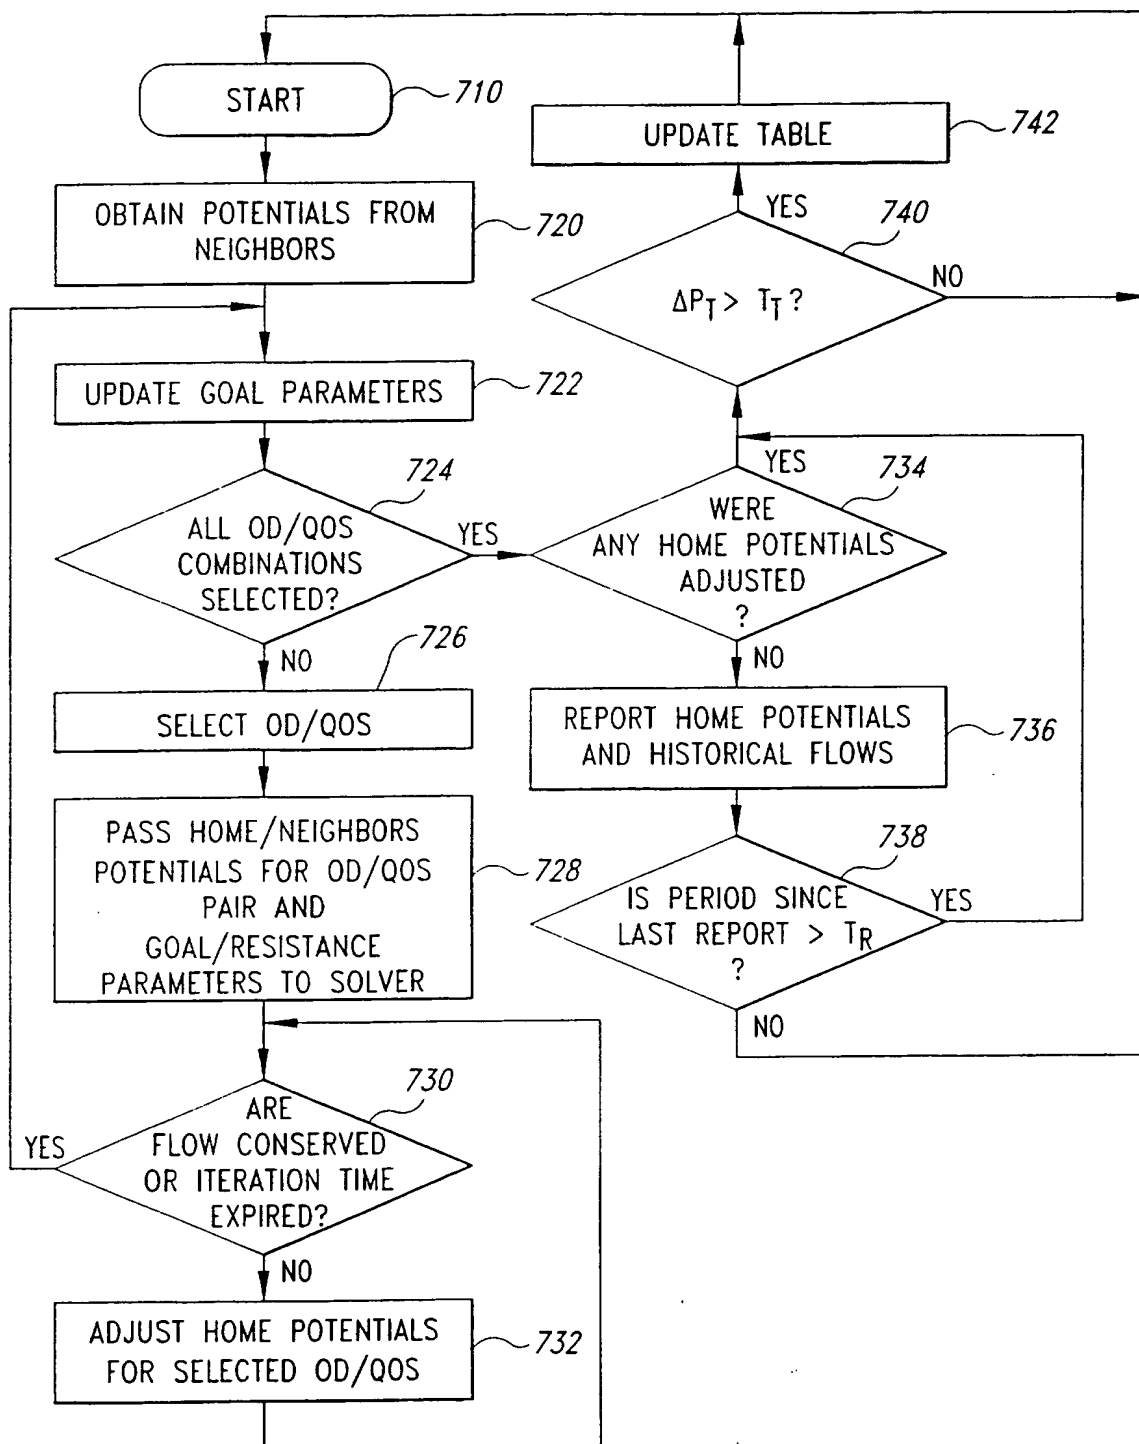 START
710
OBTAIN POTENTIALS FROM
NEIGHBORS
720
UPDATE GOAL PARAMETERS
722
724
ALL OD/QOS
COMBINATIONS
SELECTED?
YES
NO
726
SELECT OD/QOS
PASS HOME/NEIGHBORS
POTENTIALS FOR OD/QOS
PAIR AND
GOAL/RESISTANCE
PARAMETERS TO SOLVER
728
730
ARE
FLOW CONSERVED
OR ITERATION TIME
EXPIRED?
YES
NO
ADJUST HOME POTENTIALS
FOR SELECTED OD/QOS
732
UPDATE TABLE
742
YES
740
ΔPT > TT ?
NO
YES
734
WERE
ANY HOME POTENTIALS
ADJUSTED
?
NO
REPORT HOME POTENTIALS
AND HISTORICAL FLOWS
736
738
IS PERIOD SINCE
LAST REPORT > TR
?
YES
NO